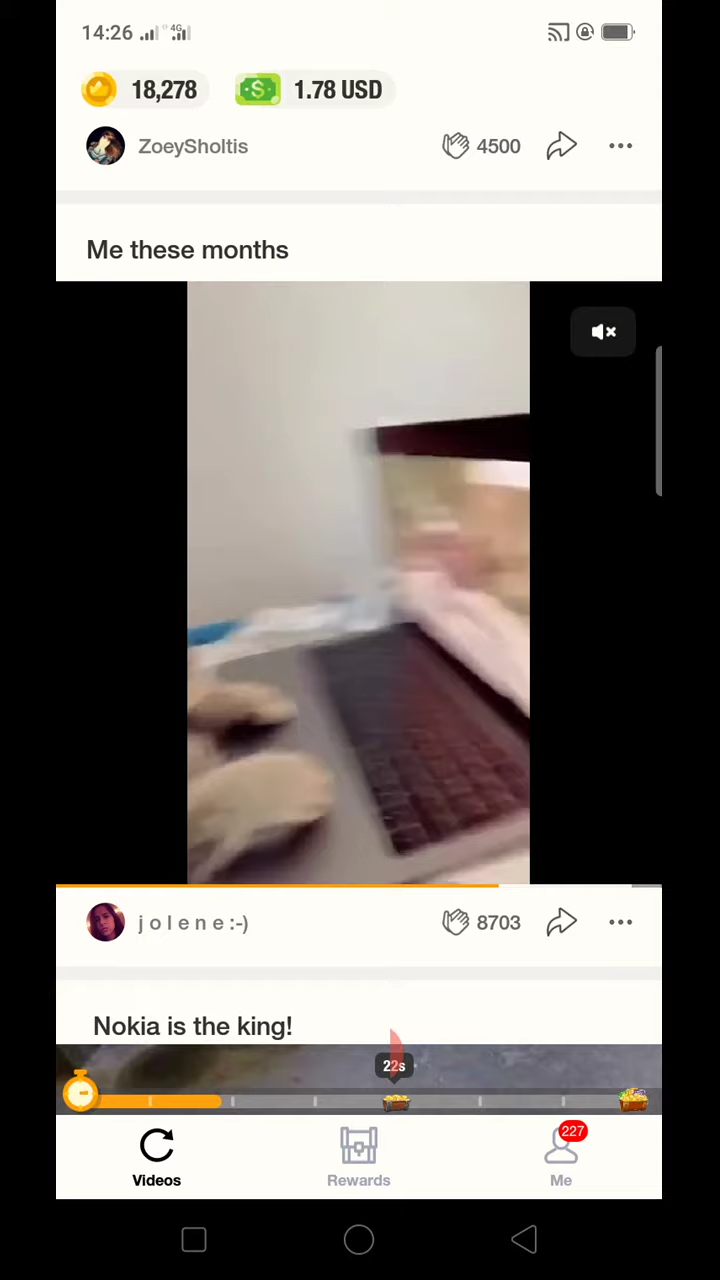 14:26 4G
18,278 1.78 USD
ZoeySholtis 4500
Me these months
j o l e n e :-) 8703
Nokia is the king!
22s
227
Videos Rewards Me